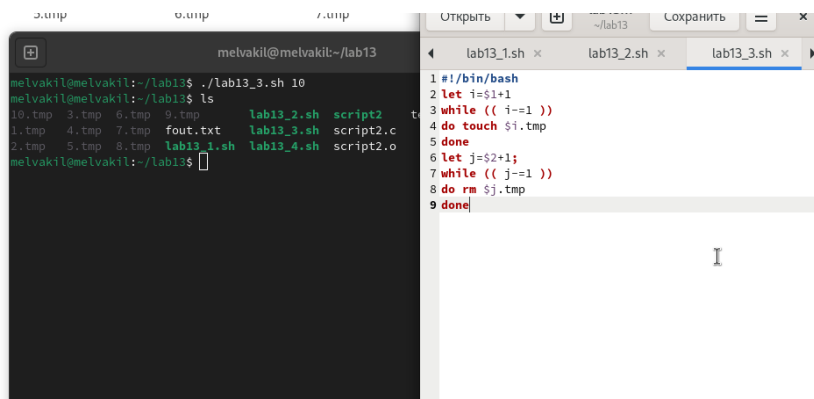 5.tmp 6.tmp 7.tmp
melvakil@melvakil:~/lab13
melvakil@melvakil:~/lab13$ ./lab13_3.sh 10
melvakil@melvakil:~/lab13$ ls
10.tmp 3.tmp 6.tmp 9.tmp lab13_2.sh script2
1.tmp 4.tmp 7.tmp fout.txt lab13_3.sh script2.c
2.tmp 5.tmp 8.tmp lab13_1.sh lab13_4.sh script2.o
melvakil@melvakil:~/lab13$
Открыть ~/lab13 Сохранить
lab13_1.sh × lab13_2.sh × lab13_3.sh ×
1 #!/bin/bash
2 let i=$1+1
3 while (( i-=1 ))
4 do touch $i.tmp
5 done
6 let j=$2+1;
7 while (( j-=1 ))
8 do rm $j.tmp
9 done